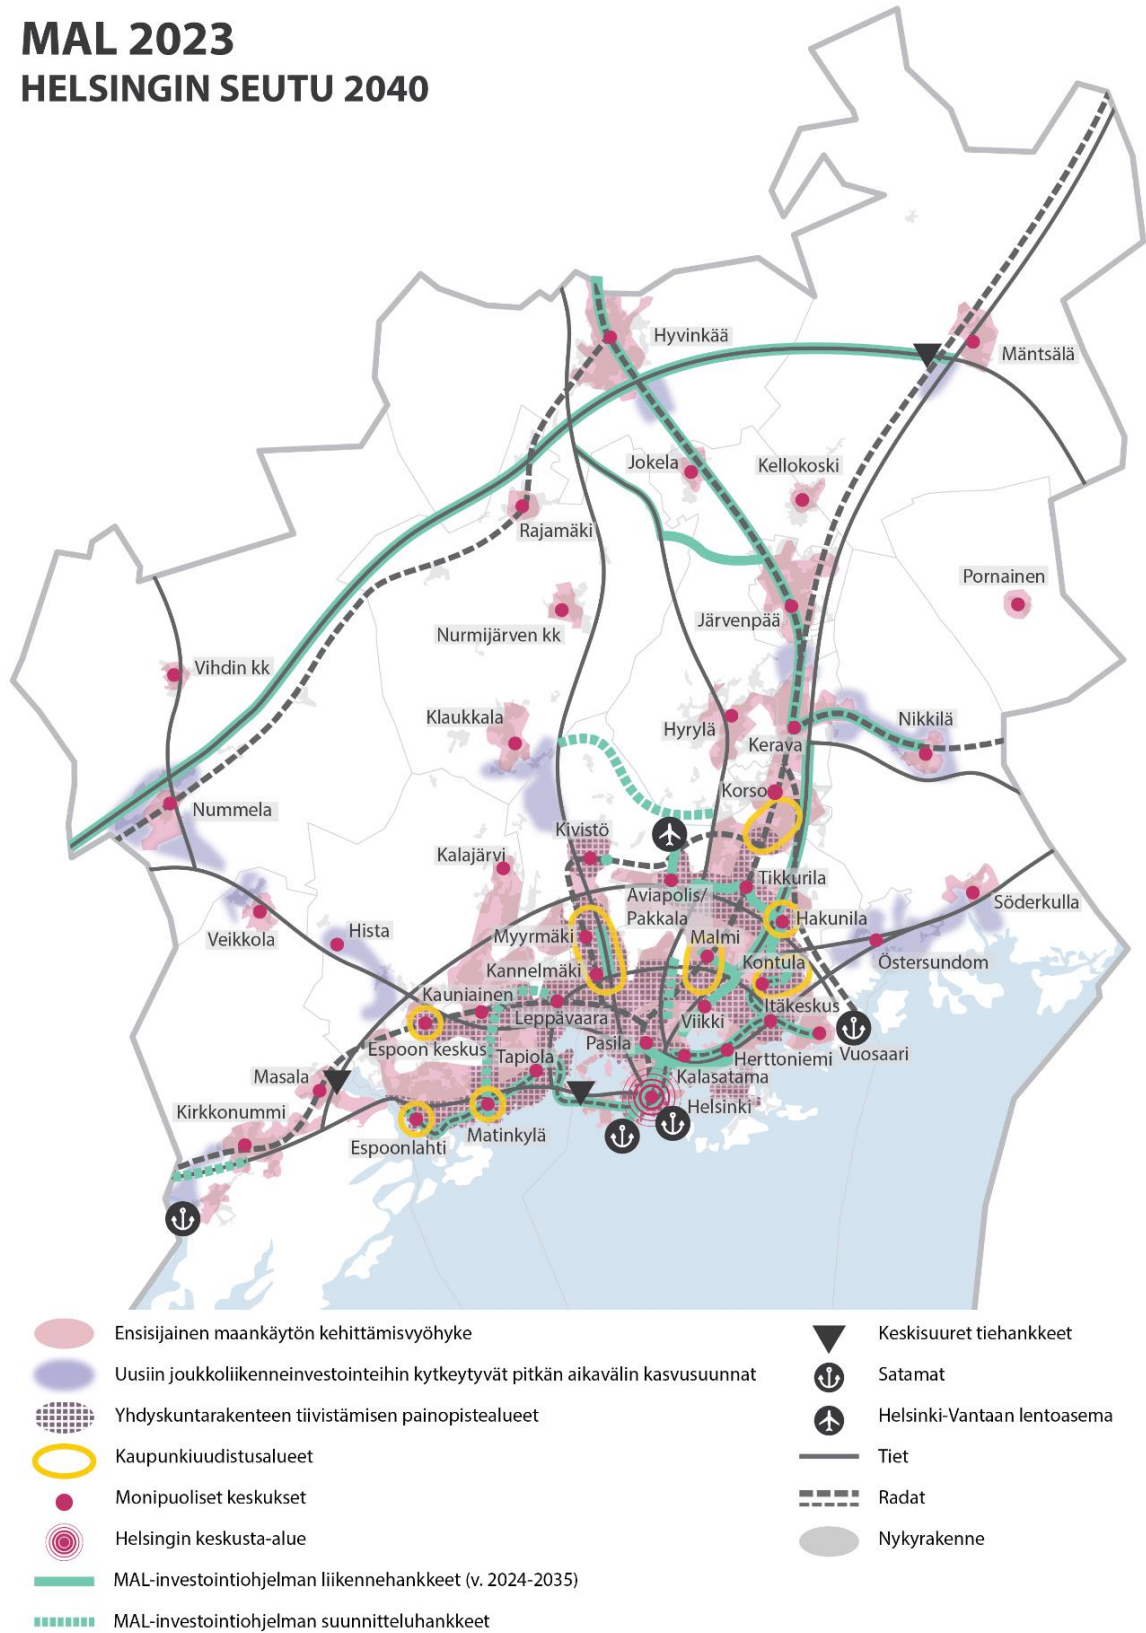 MAL 2023
HELSINGIN SEUTU 2040
Hyvinkää
Mäntsälä
Jokela
Kellokoski
Rajamäki
Pornainen
Järvenpää
Nurmijärven kk
Vihdin kk
Klaukkala
Hyrylä
Nikkilä
Kerava
Korso
Nummela
Kivistö
Kalajärvi
Tikkurila
Aviapolis/
Pakkala
Söderkulla
Hakunila
Veikkola
Hista
Myyrmäki
Malmi
Kontula
Östersundom
Kannelmäki
Kauniainen
Itäkeskus
Leppävaara
Viikki
Pasila
Espoon keskus
Tapiola
Herttoniemi
Vuosaari
Masala
Kalasatama
Helsinki
Kirkkonummi
Matinkylä
Espoonlahti
Ensisijainen maankäytön kehittämisvyöhyke
Uusiin joukkoliikenneinvestointeihin kytkeytyvät pitkän aikavälin kasvusuunnat
Yhdyskuntarakenteen tiivistämisen painopistealueet
Kaupunkiuudistusalueet
Monipuoliset keskukset
Helsingin keskusta-alue
MAL-investointiohjelman liikennehankkeet (v. 2024-2035)
MAL-investointiohjelman suunnitteluhankkeet
Keskisuuret tiehankkeet
Satamat
Helsinki-Vantaan lentoasema
Tiet
Radat
Nykyrakenne